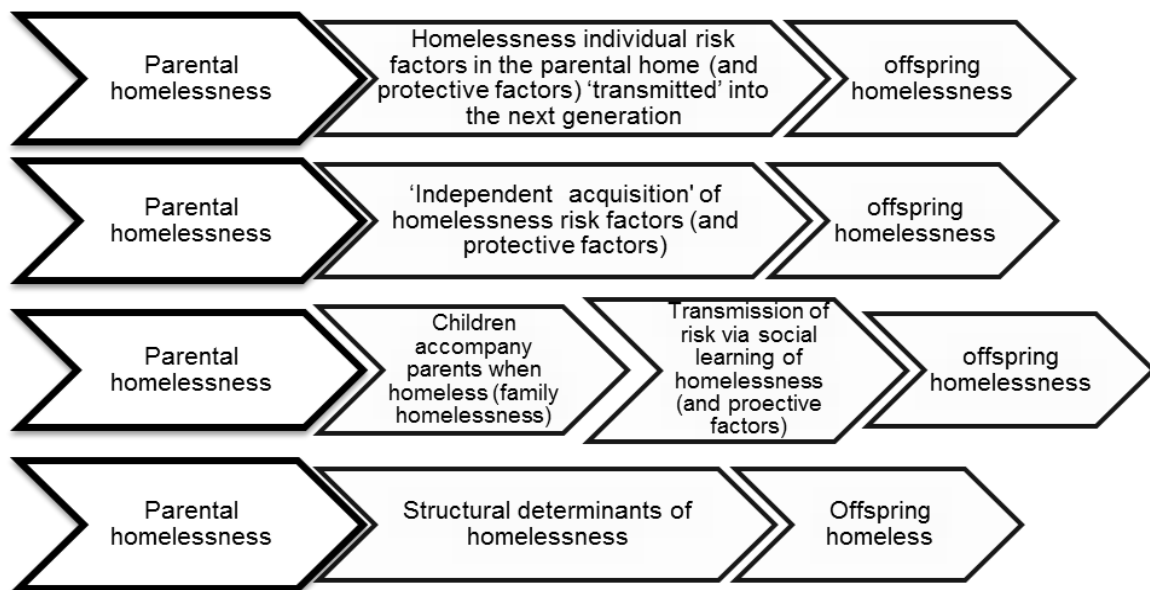 Parental
homelessness
Homelessness individual risk
factors in the parental home (and
protective factors) ‘transmitted’ into
the next generation
offspring
homelessness
Parental
homelessness
‘Independent acquisition'  of
homelessness risk factors (and
protective factors)
offspring
homelessness
Parental
homelessness
Children
accompany
parents when
homeless (family
homelessness)
Transmission of
risk via social
learning of
homelessness
(and proective
factors)
offspring
homelessness
Parental
homelessness
Structural determinants of
homelessness
Offspring
homeless